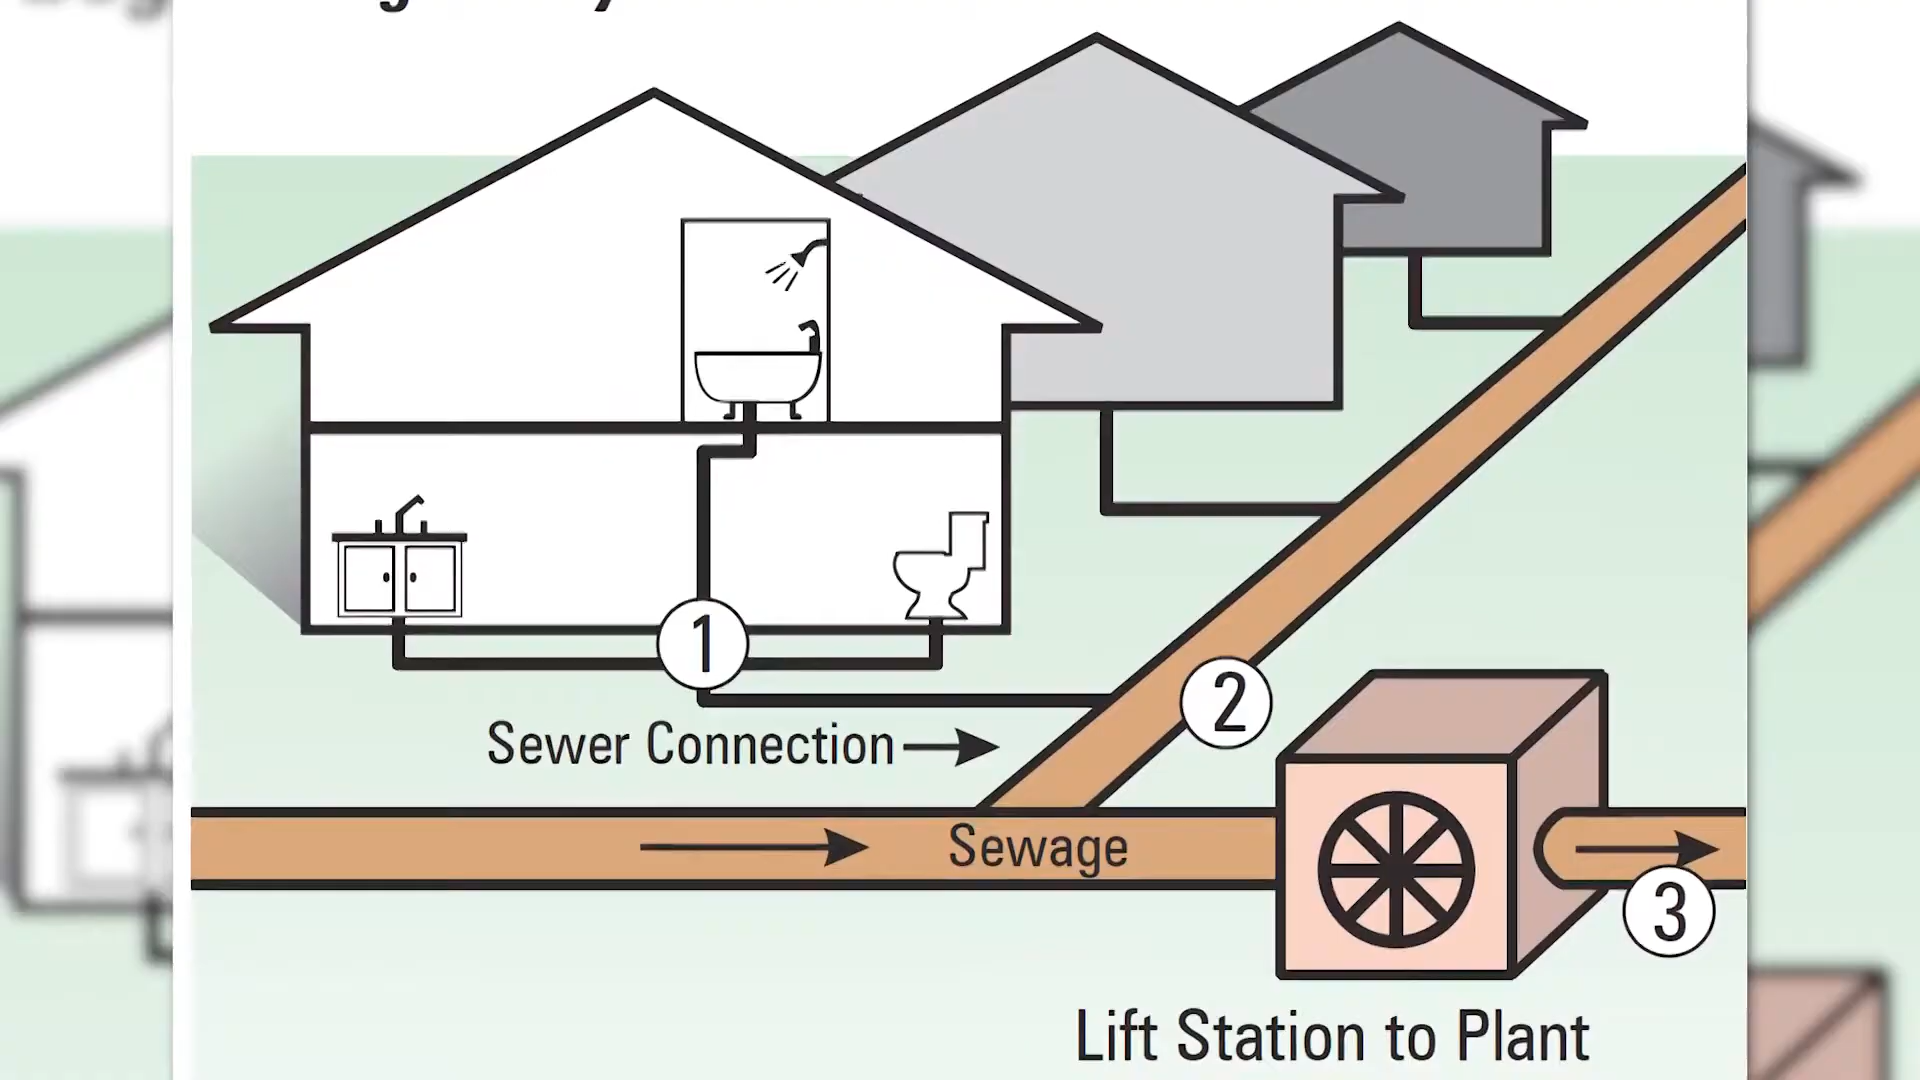 1
2
Sewer Connection
Sewage
3
Lift Station to Plant